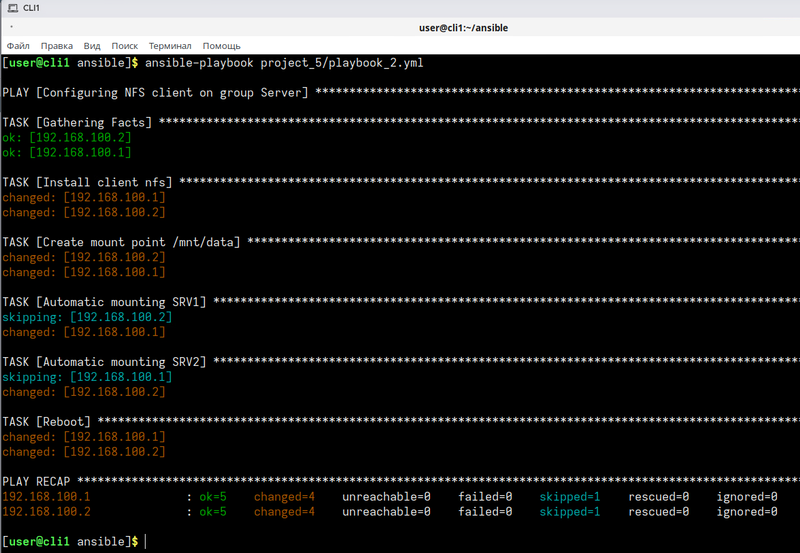 CLI1
user@cli1:~/ansible
Файл Правка Вид Поиск Терминал Помощь
[user@cli1 ansible]$ ansible-playbook project_5/playbook_2.yml
PLAY [Configuring NFS client on group Server] *************************************************************************
TASK [Gathering Facts] ************************************************************************************************
ok: [192.168.100.2]
ok: [192.168.100.1]
TASK [Install client nfs] *********************************************************************************************
changed: [192.168.100.1]
changed: [192.168.100.2]
TASK [Create mount point /mnt/data] ***********************************************************************************
changed: [192.168.100.2]
changed: [192.168.100.1]
TASK [Automatic mounting SRV1] ****************************************************************************************
skipping: [192.168.100.2]
changed: [192.168.100.1]
TASK [Automatic mounting SRV2] ****************************************************************************************
skipping: [192.168.100.1]
changed: [192.168.100.2]
TASK [Reboot] *********************************************************************************************************
changed: [192.168.100.1]
changed: [192.168.100.2]
PLAY RECAP ************************************************************************************************************
192.168.100.1 : ok=5 changed=4 unreachable=0 failed=0 skipped=1 rescued=0 ignored=0
192.168.100.2 : ok=5 changed=4 unreachable=0 failed=0 skipped=1 rescued=0 ignored=0
[user@cli1 ansible]$